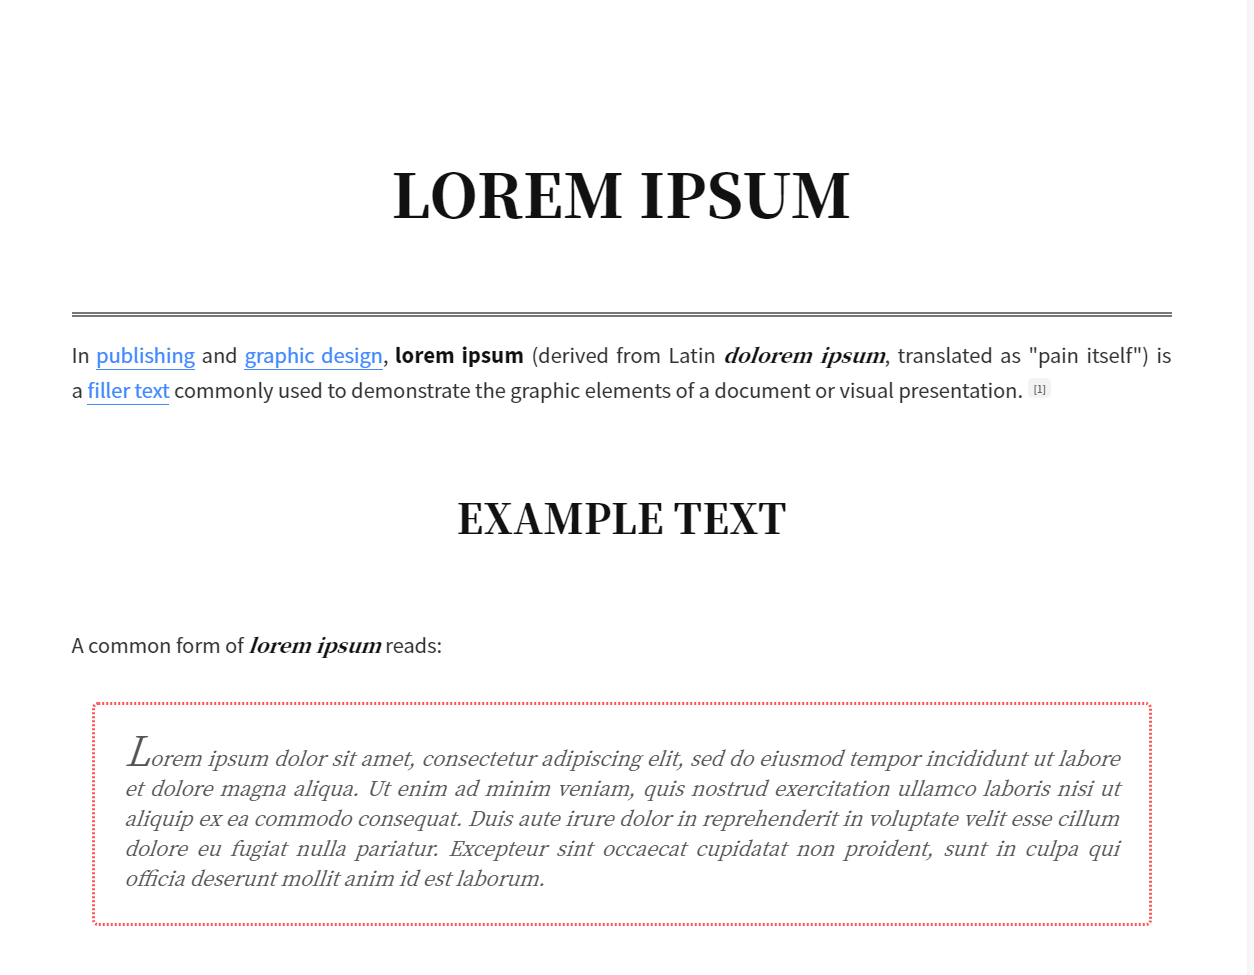 LOREM IPSUM
In publishing and graphic design, lorem ipsum (derived from Latin dolorem ipsum, translated as "pain itself") is
a filler text commonly used to demonstrate the graphic elements of a document or visual presentation. [1]
EXAMPLE TEXT
A common form of lorem ipsum reads:
Lorem ipsum dolor sit amet, consectetur adipiscing elit, sed do eiusmod tempor incididunt ut labore
et dolore magna aliqua. Ut enim ad minim veniam, quis nostrud exercitation ullamco laboris nisi ut
aliquip ex ea commodo consequat. Duis aute irure dolor in reprehenderit in voluptate velit esse cillum
dolore eu fugiat nulla pariatur. Excepteur sint occaecat cupidatat non proident, sunt in culpa qui
officia deserunt mollit anim id est laborum.